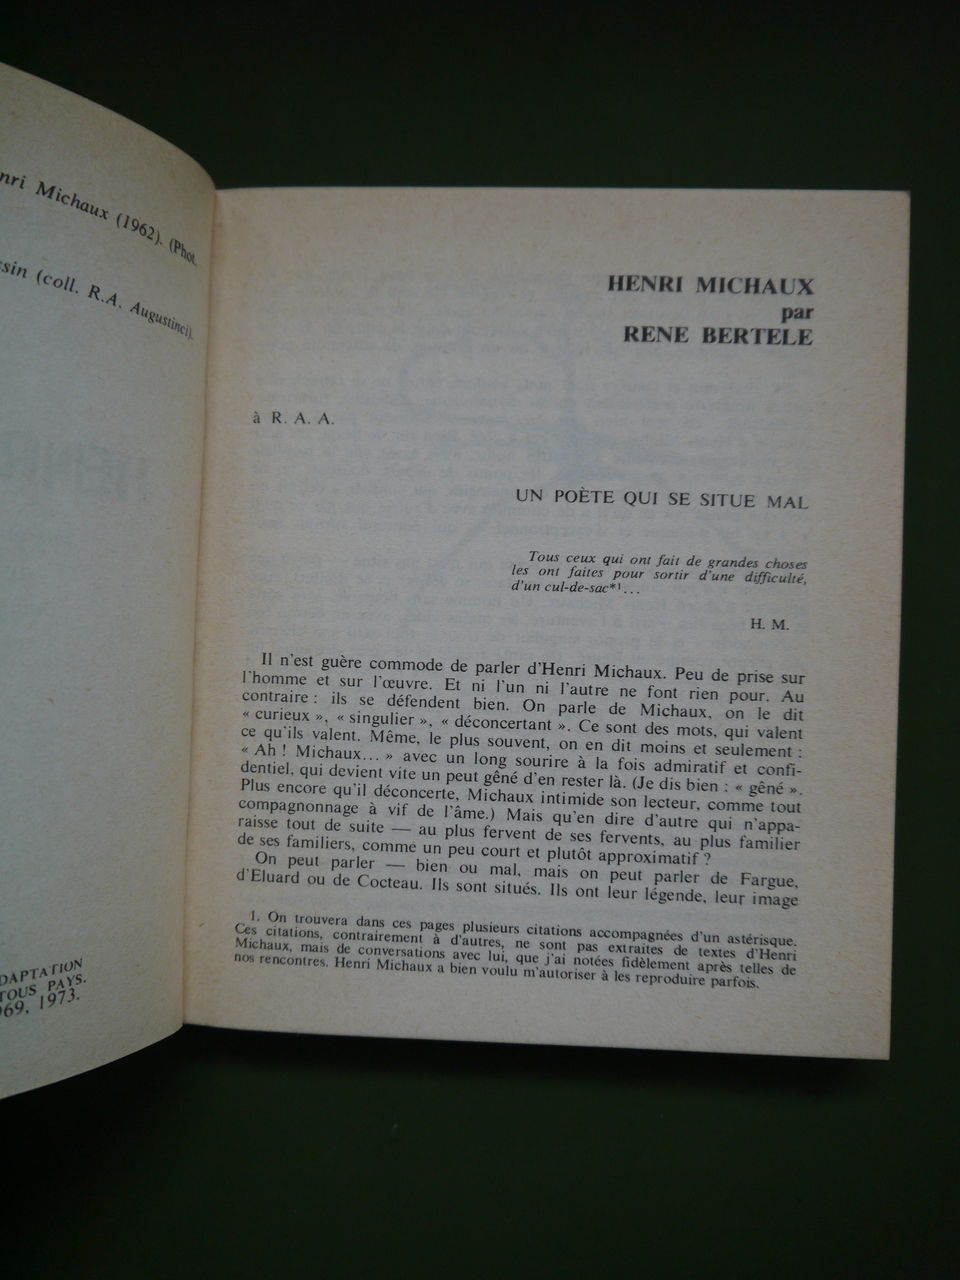 nri Michaux (1962). (Phot.
sin (coll. R.A. Augustinci).
DAPTATION
TOUS PAYS.
969, 1973.
HENRI MICHAUX
par
RENE BERTELE
à R. A. A.
UN POÈTE QUI SE SITUE MAL
Tous ceux qui ont fait de grandes choses
les ont faites pour sortir d'une difficulté,
d'un cul-de-sac*1...
H. M.
Il n'est guère commode de parler d'Henri Michaux. Peu de prise sur
l'homme et sur l'œuvre. Et ni l'un ni l'autre ne font rien pour. Au
contraire : ils se défendent bien. On parle de Michaux, on le dit
« curieux », « singulier », « déconcertant ». Ce sont des mots, qui valent
ce qu'ils valent. Même, le plus souvent, on en dit moins et seulement :
« Ah ! Michaux... » avec un long sourire à la fois admiratif et confi-
dentiel, qui devient vite un peut gêné d'en rester là. (Je dis bien : « gêné ».
Plus encore qu'il déconcerte, Michaux intimide son lecteur, comme tout
compagnonnage à vif de l'âme.) Mais qu'en dire d'autre qui n'appa-
raisse tout de suite — au plus fervent de ses fervents, au plus familier
de ses familiers, comme un peu court et plutôt approximatif ?
On peut parler — bien ou mal, mais on peut parler de Fargue,
d'Eluard ou de Cocteau. Ils sont situés. Ils ont leur légende, leur image
1. On trouvera dans ces pages plusieurs citations accompagnées d'un astérisque.
Ces citations, contrairement à d'autres, ne sont pas extraites de textes d'Henri
Michaux, mais de conversations avec lui, que j'ai notées fidèlement après telles de
nos rencontres. Henri Michaux a bien voulu m'autoriser à les reproduire parfois.